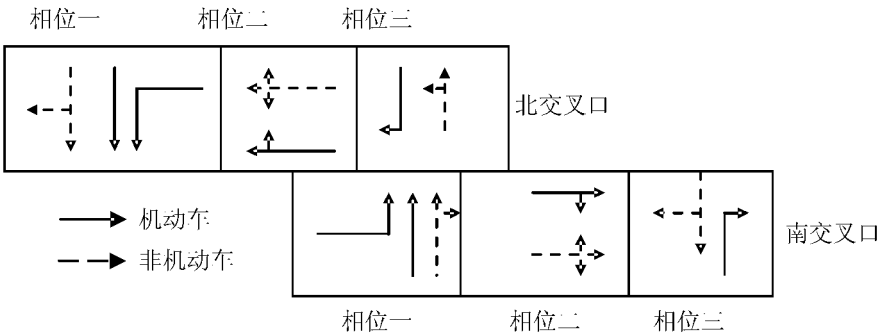 相位一 相位二 相位三
北交叉口
机动车
非机动车
南交叉口
相位一 相位二 相位三